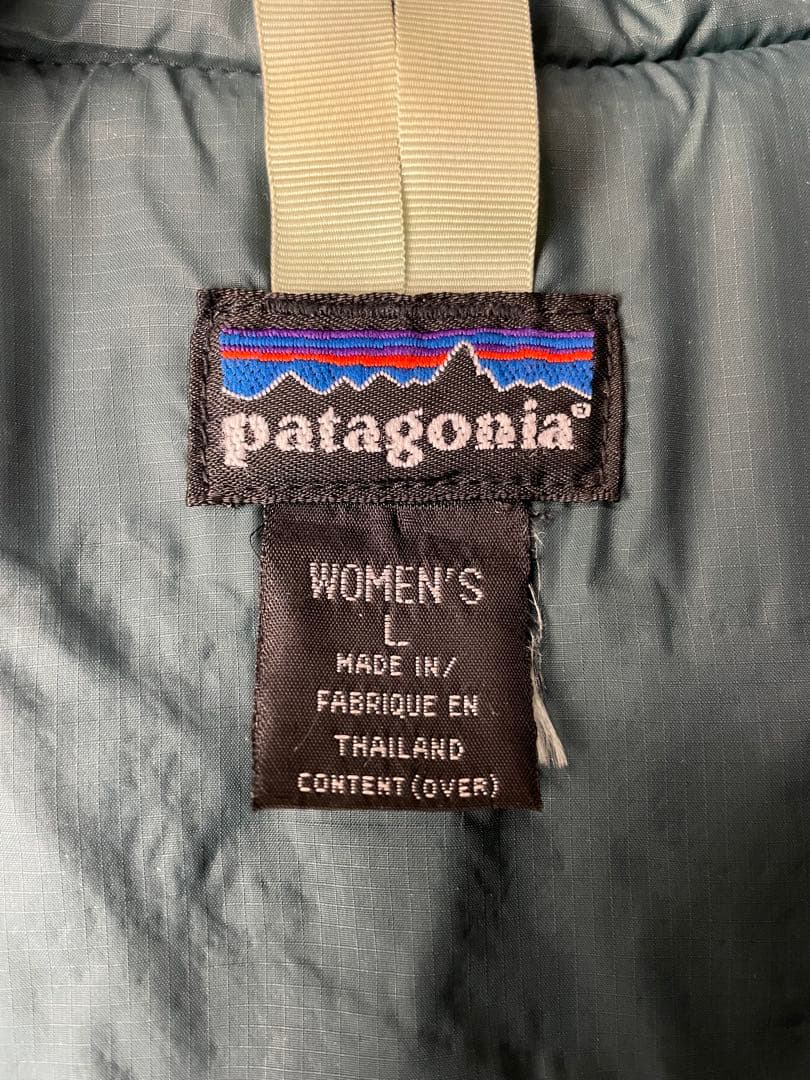 patagonia®
WOMEN'S
L
MADE IN/
FABRIQUE EN
THAILAND
CONTENT (OVER)